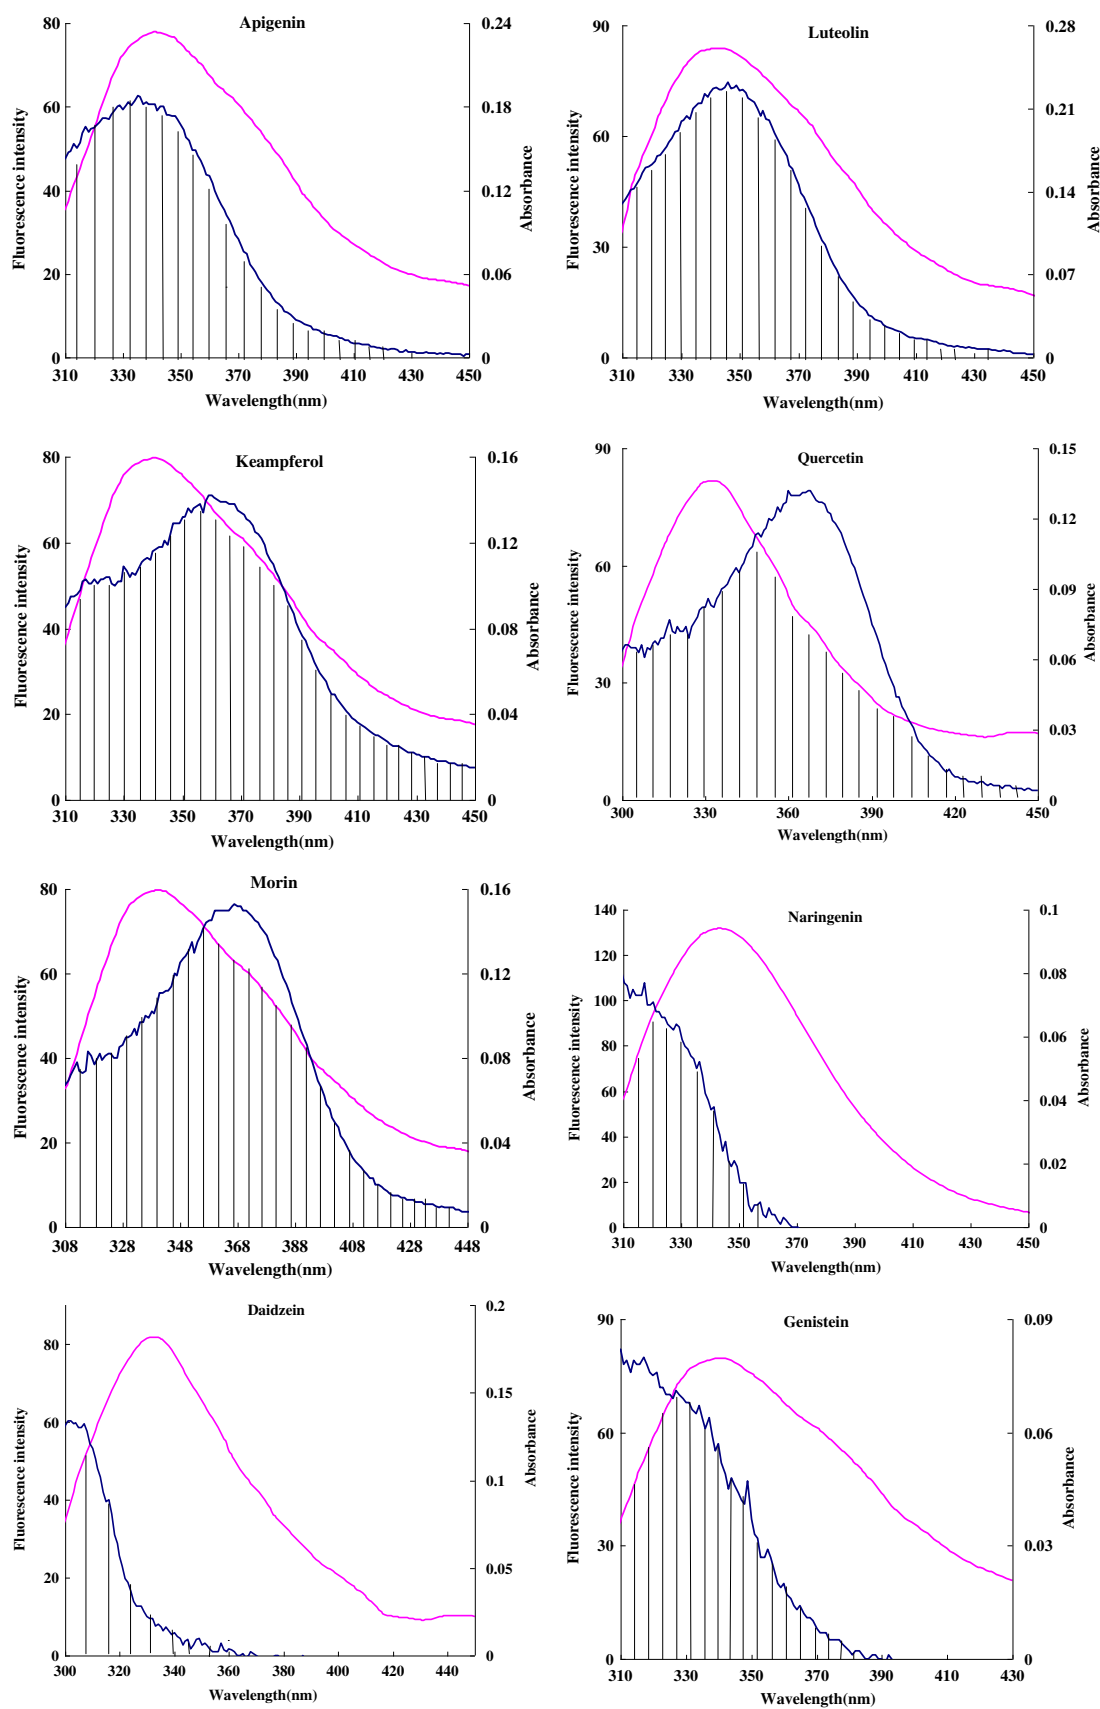 Apigenin
80
60
40
20
0
0.24
0.18
0.12
0.06
0
310 330 350 370 390 410 430 450
Fluorescence intensity
Absorbance
Wavelength(nm)
Luteolin
90
60
30
0
0.28
0.21
0.14
0.07
0
310 330 350 370 390 410 430 450
Fluorescence intensity
Absorbance
Wavelength(nm)
Keampferol
80
60
40
20
0
0.16
0.12
0.08
0.04
0
310 330 350 370 390 410 430 450
Fluorescence intensity
Absorbance
Wavelength(nm)
Quercetin
90
60
30
0
0.15
0.12
0.09
0.06
0.03
0
300 330 360 390 420 450
Fluorescence intensity
Absorbance
Wavelength(nm)
Morin
80
60
40
20
0
0.16
0.12
0.08
0.04
0
308 328 348 368 388 408 428 448
Fluorescence intensity
Absorbance
Wavelength(nm)
Naringenin
140
120
100
80
60
40
20
0
0.1
0.08
0.06
0.04
0.02
0
310 330 350 370 390 410 430 450
Fluorescence intensity
Absorbance
Wavelength(nm)
Daidzein
80
60
40
20
0
0.2
0.15
0.1
0.05
0
300 320 340 360 380 400 420 440
Fluorescence intensity
Absorbance
Wavelength(nm)
Genistein
90
60
30
0
0.09
0.06
0.03
0
310 330 350 370 390 410 430
Fluorescence intensity
Absorbance
Wavelength(nm)